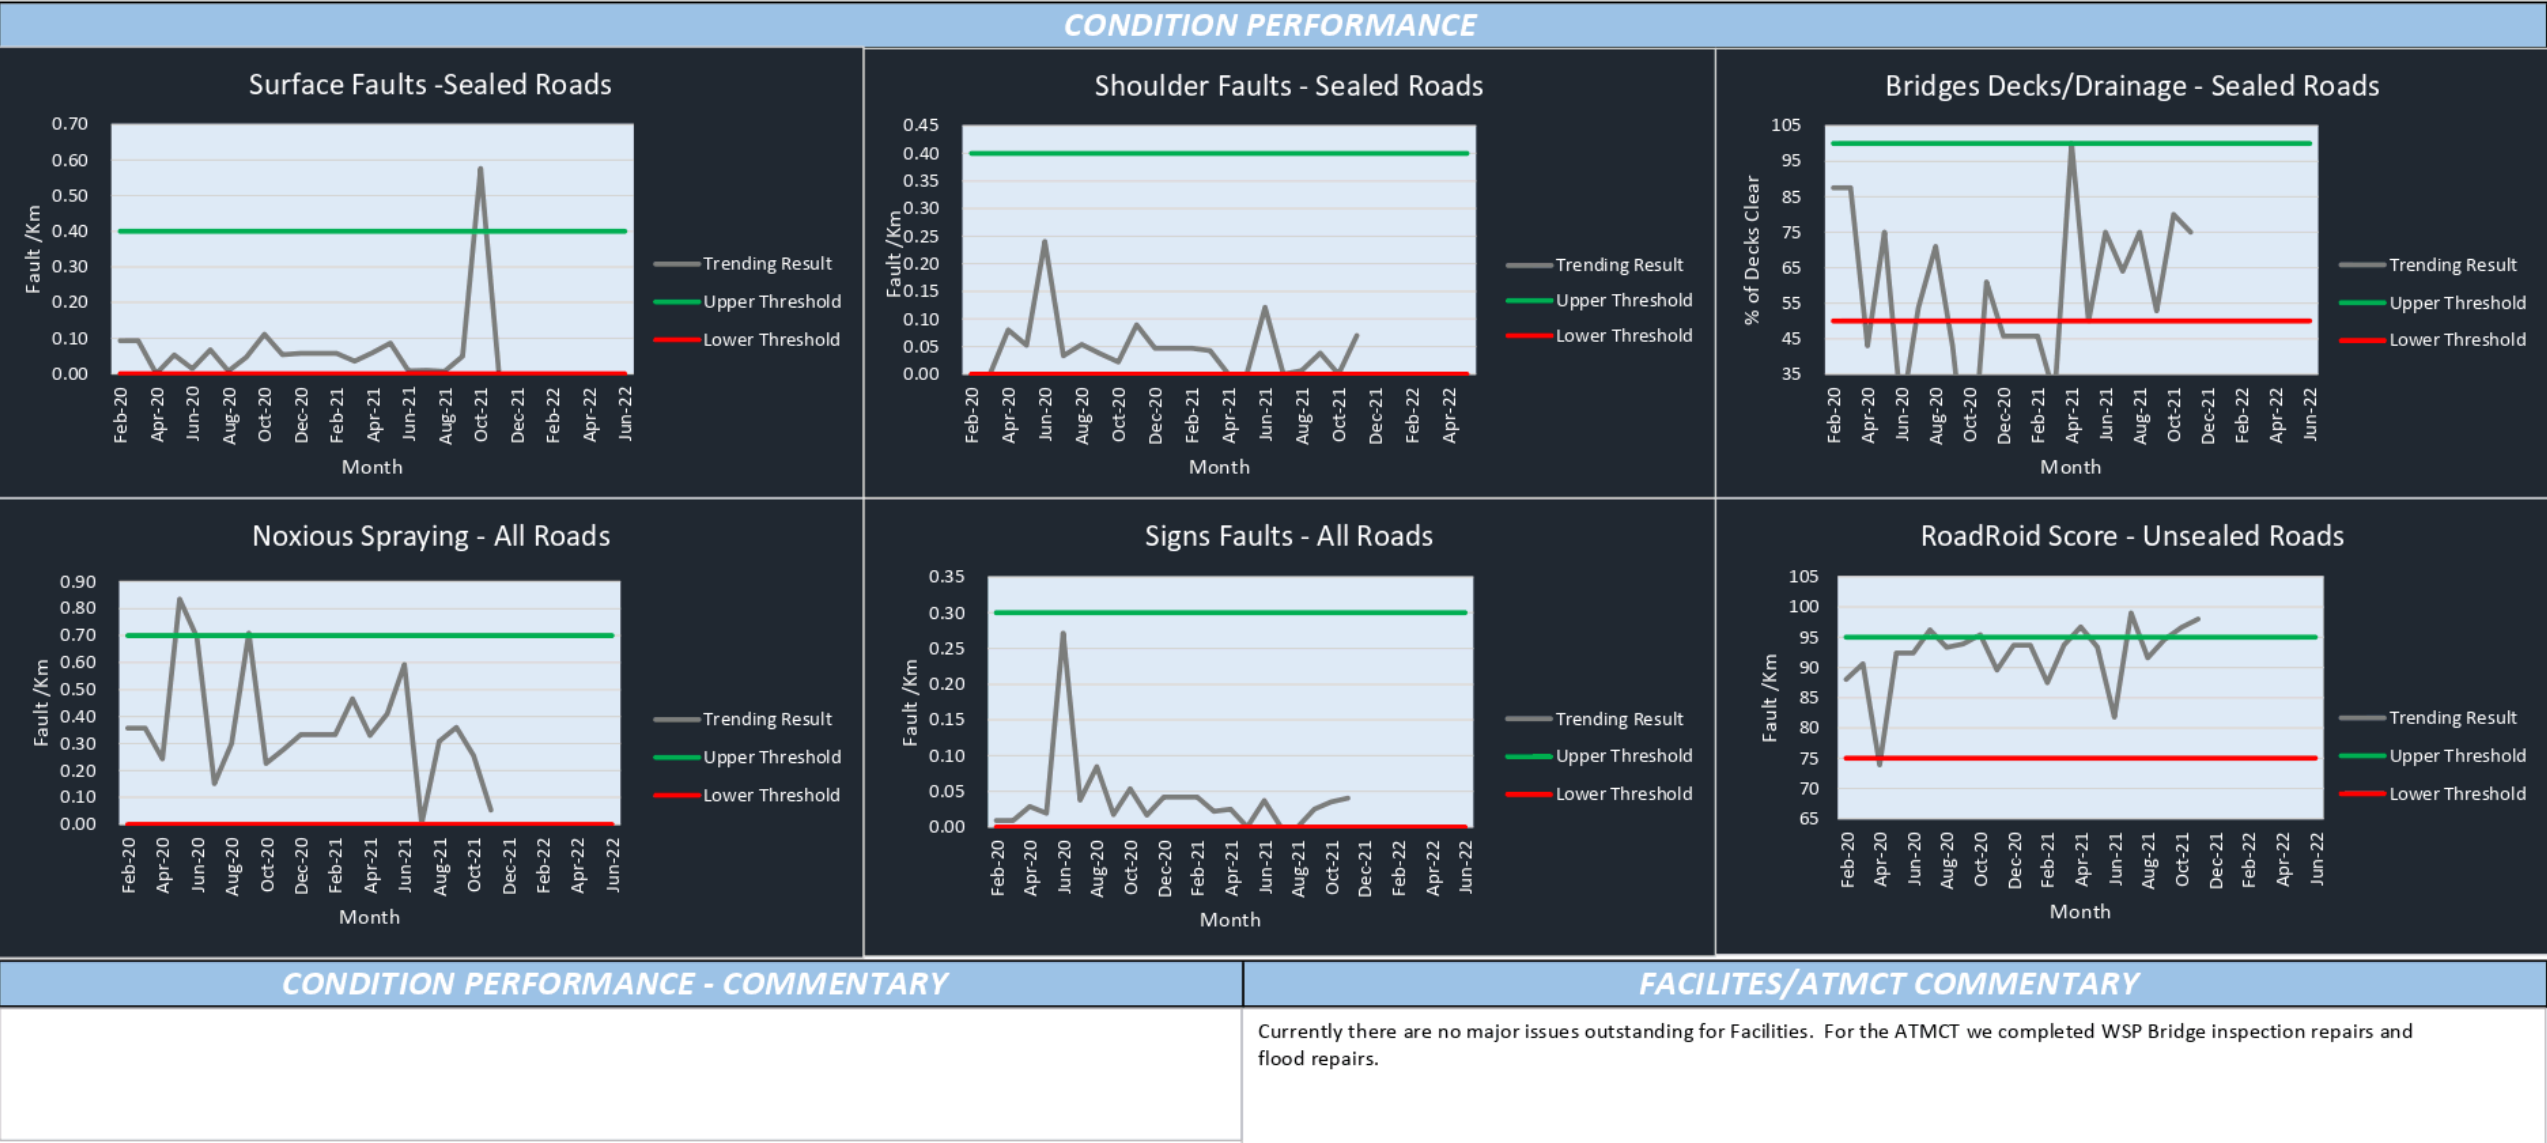 CONDITION PERFORMANCE
Surface Faults -Sealed Roads
0.70
0.60
0.50
0.40
0.30
0.20
0.10
0.00
Fault /Km
Feb-20
Apr-20
Jun-20
Aug-20
Oct-20
Dec-20
Feb-21
Apr-21
Jun-21
Aug-21
Oct-21
Dec-21
Feb-22
Apr-22
Jun-22
Month
Trending Result
Upper Threshold
Lower Threshold
Shoulder Faults - Sealed Roads
0.45
0.40
0.35
0.30
0.25
0.20
0.15
0.10
0.05
0.00
Fault /Km
Feb-20
Apr-20
Jun-20
Aug-20
Oct-20
Dec-20
Feb-21
Apr-21
Jun-21
Aug-21
Oct-21
Dec-21
Feb-22
Apr-22
Month
Trending Result
Upper Threshold
Lower Threshold
Bridges Decks/Drainage - Sealed Roads
105
95
85
75
65
55
45
35
% of Decks Clear
Feb-20
Apr-20
Jun-20
Aug-20
Oct-20
Dec-20
Feb-21
Apr-21
Jun-21
Aug-21
Oct-21
Dec-21
Feb-22
Apr-22
Jun-22
Month
Trending Result
Upper Threshold
Lower Threshold
Noxious Spraying - All Roads
0.90
0.80
0.70
0.60
0.50
0.40
0.30
0.20
0.10
0.00
Fault /Km
Feb-20
Apr-20
Jun-20
Aug-20
Oct-20
Dec-20
Feb-21
Apr-21
Jun-21
Aug-21
Oct-21
Dec-21
Feb-22
Apr-22
Jun-22
Month
Trending Result
Upper Threshold
Lower Threshold
Signs Faults - All Roads
0.35
0.30
0.25
0.20
0.15
0.10
0.05
0.00
Fault /Km
Feb-20
Apr-20
Jun-20
Aug-20
Oct-20
Dec-20
Feb-21
Apr-21
Jun-21
Aug-21
Oct-21
Dec-21
Feb-22
Apr-22
Jun-22
Month
Trending Result
Upper Threshold
Lower Threshold
RoadRoid Score - Unsealed Roads
105
100
95
90
85
80
75
70
65
Fault /Km
Feb-20
Apr-20
Jun-20
Aug-20
Oct-20
Dec-20
Feb-21
Apr-21
Jun-21
Aug-21
Oct-21
Dec-21
Feb-22
Apr-22
Jun-22
Month
Trending Result
Upper Threshold
Lower Threshold
CONDITION PERFORMANCE - COMMENTARY
FACILITES/ATMCT COMMENTARY
Currently there are no major issues outstanding for Facilities. For the ATMCT we completed WSP Bridge inspection repairs and
flood repairs.